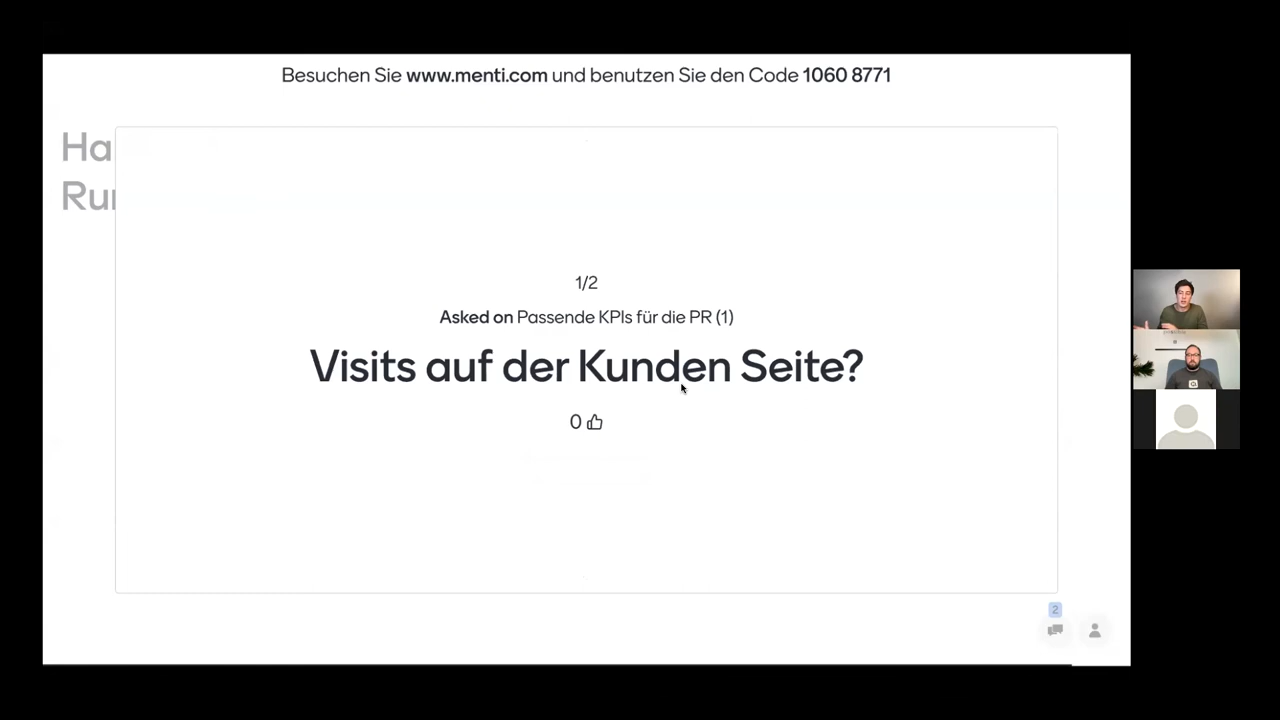 Besuchen Sie www.menti.com und benutzen Sie den Code 1060 8771
1/2
Asked on Passende KPIs für die PR (1)
Visits auf der Kunden Seite?
0
2